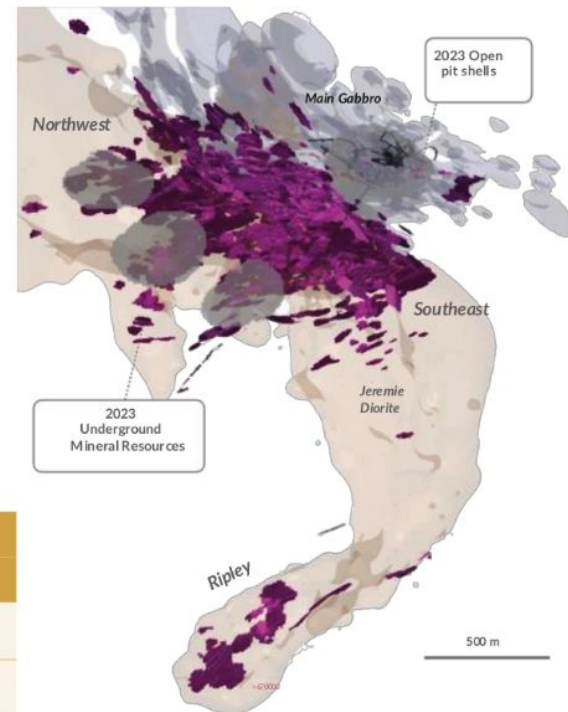 2023 Open
pit shells
Main Gabbro
Northwest
Southeast
Jeremie
Diorite
2023
Underground
Mineral Resources
Ripley
500 m